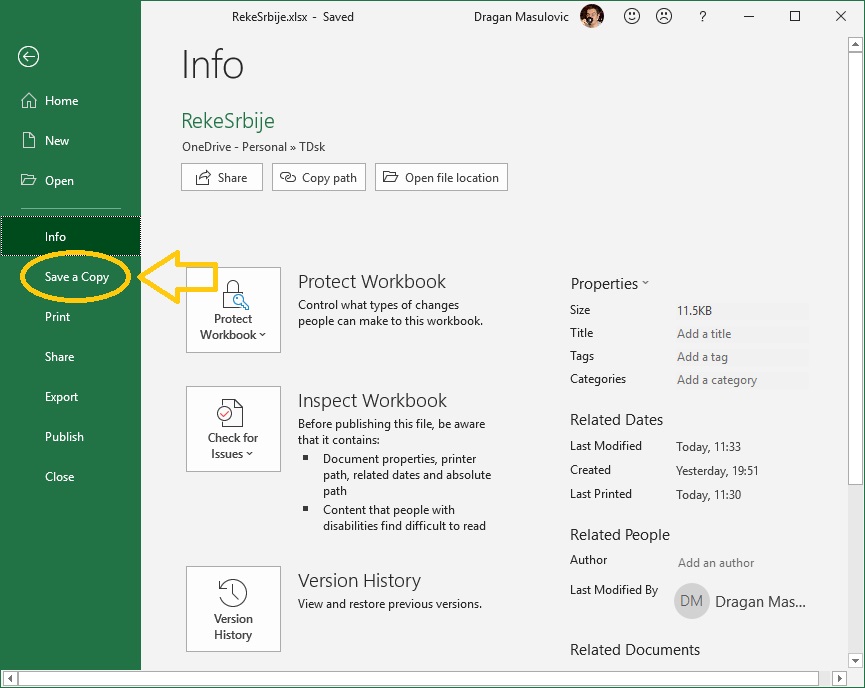 RekeSrbije.xlsx - Saved
Dragan Masulovic
?
Info
Home
New
Open
Info
Save a Copy
Print
Share
Export
Publish
Close
RekeSrbije
OneDrive - Personal » TDsk
Share
Copy path
Open file location
Protect
Workbook
Protect Workbook
Control what types of changes
people can make to this workbook.
Check for
Issues
Inspect Workbook
Before publishing this file, be aware
that it contains:
Document properties, printer
path, related dates and absolute
path
Content that people with
disabilities find difficult to read
Version
History
Version History
View and restore previous versions.
Properties
Size 11.5KB
Title Add a title
Tags Add a tag
Categories Add a category
Related Dates
Last Modified Today, 11:33
Created Yesterday, 19:51
Last Printed Today, 11:30
Related People
Author Add an author
Last Modified By DM Dragan Mas...
Related Documents